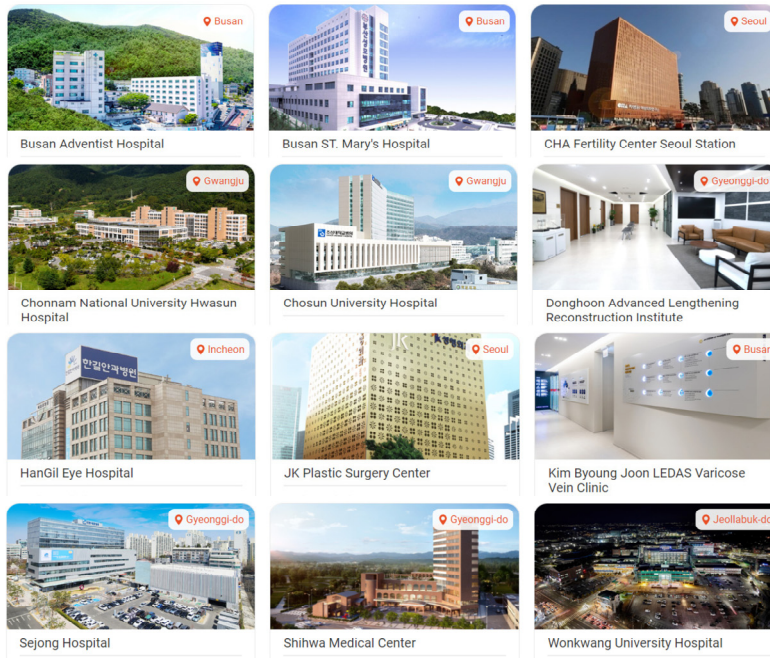 Busan
Busan
Seoul
Busan Adventist Hospital
Busan ST. Mary's Hospital
CHA Fertility Center Seoul Station
Gwangju
Gwangju
Gyeonggi-do
Chonnam National University Hwasun
Hospital
Chosun University Hospital
Donghoon Advanced Lengthening
Reconstruction Institute
Incheon
Seoul
Busan
한길안과병원
JK
HanGil Eye Hospital
JK Plastic Surgery Center
Kim Byoung Joon LEDAS Varicose
Vein Clinic
Gyeonggi-do
Gyeonggi-do
Jeollabuk-do
Sejong Hospital
Shihwa Medical Center
Wonkwang University Hospital